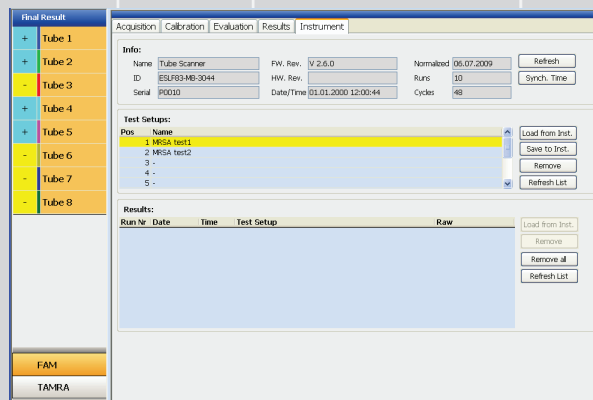 Final Result
+ Tube 1
+ Tube 2
- Tube 3
+ Tube 4
+ Tube 5
- Tube 6
- Tube 7
- Tube 8
FAM
TAMRA
Acquisition Calibration Evaluation Results Instrument
Info:
Name Tube Scanner FW. Rev. V 2.6.0 Normalized 06.07.2009 Refresh
ID ESLF83-MB-3044 HW. Rev. Runs 10 Synch. Time
Serial P0010 Date/Time 01.01.2000 12:00:44 Cycles 48
Test Setups:
Pos Name
1 MRSA test1 Load from Inst.
2 MRSA test2 Save to Inst.
3 - Remove
4 -
5 - Refresh List
Results:
Run Nr Date Time Test Setup Raw Load from Inst.
Remove
Remove all
Refresh List